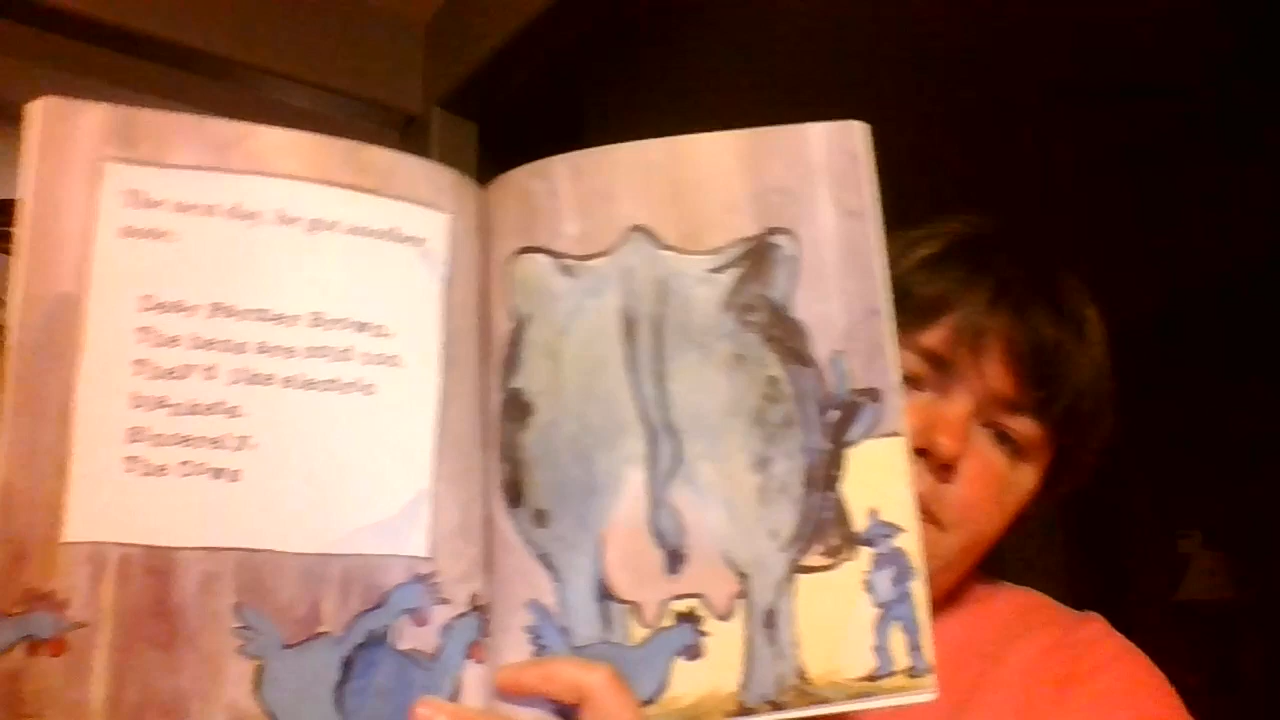 The next day, he got another
note:
Dear Farmer Brown,
The hens are cold too.
They'd like electric
blankets.
Sincerely,
The Cows